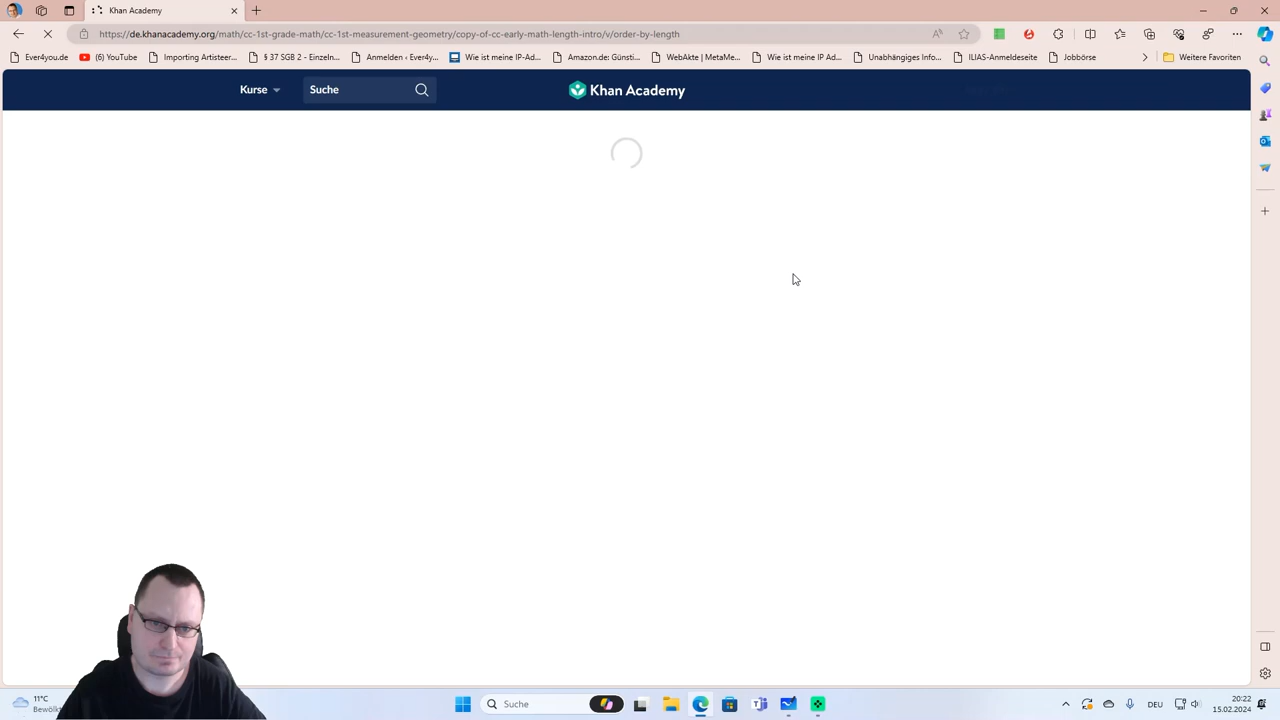 Khan Academy
https://de.khanacademy.org/math/cc-1st-grade-math/cc-1st-measurement-geometry/copy-of-cc-early-math-length-intro/v/order-by-length
Ever4you.de
(6) YouTube
Importing Artisteer...
§ 37 SGB 2 - Einzeln...
Anmelden ‹ Ever4y...
Wie ist meine IP-Ad...
Amazon.de: Günsti...
WebAkte | MetaMe...
Wie ist meine IP Ad...
Unabhängiges Info...
ILIAS-Anmeldeseite
Jobbörse
Weitere Favoriten
Kurse
Suche
Khan Academy
11°C
Bewölkt
Suche
DEU
20:22
15.02.2024